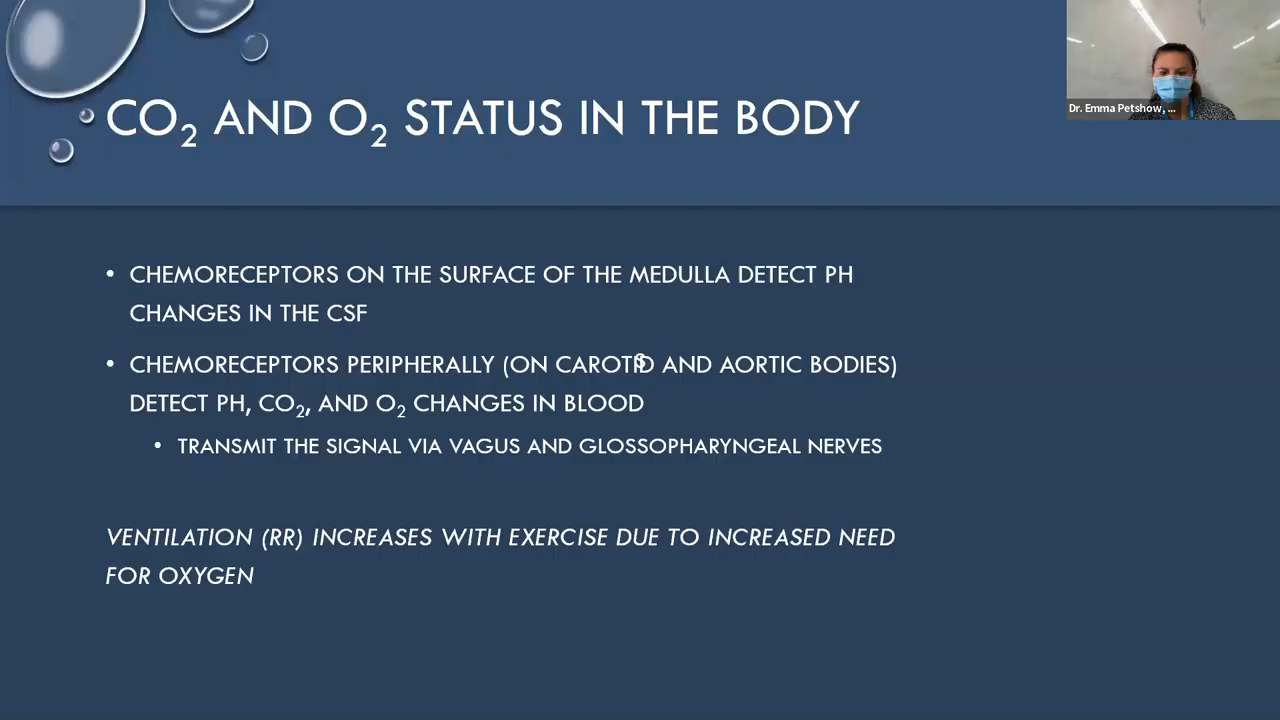 CO₂ AND O₂ STATUS IN THE BODY
Dr. Emma Petshow, ...
• CHEMORECEPTORS ON THE SURFACE OF THE MEDULLA DETECT PH
CHANGES IN THE CSF
• CHEMORECEPTORS PERIPHERALLY (ON CAROTID AND AORTIC BODIES)
DETECT PH, CO₂, AND O₂ CHANGES IN BLOOD
• TRANSMIT THE SIGNAL VIA VAGUS AND GLOSSOPHARYNGEAL NERVES
VENTILATION (RR) INCREASES WITH EXERCISE DUE TO INCREASED NEED
FOR OXYGEN